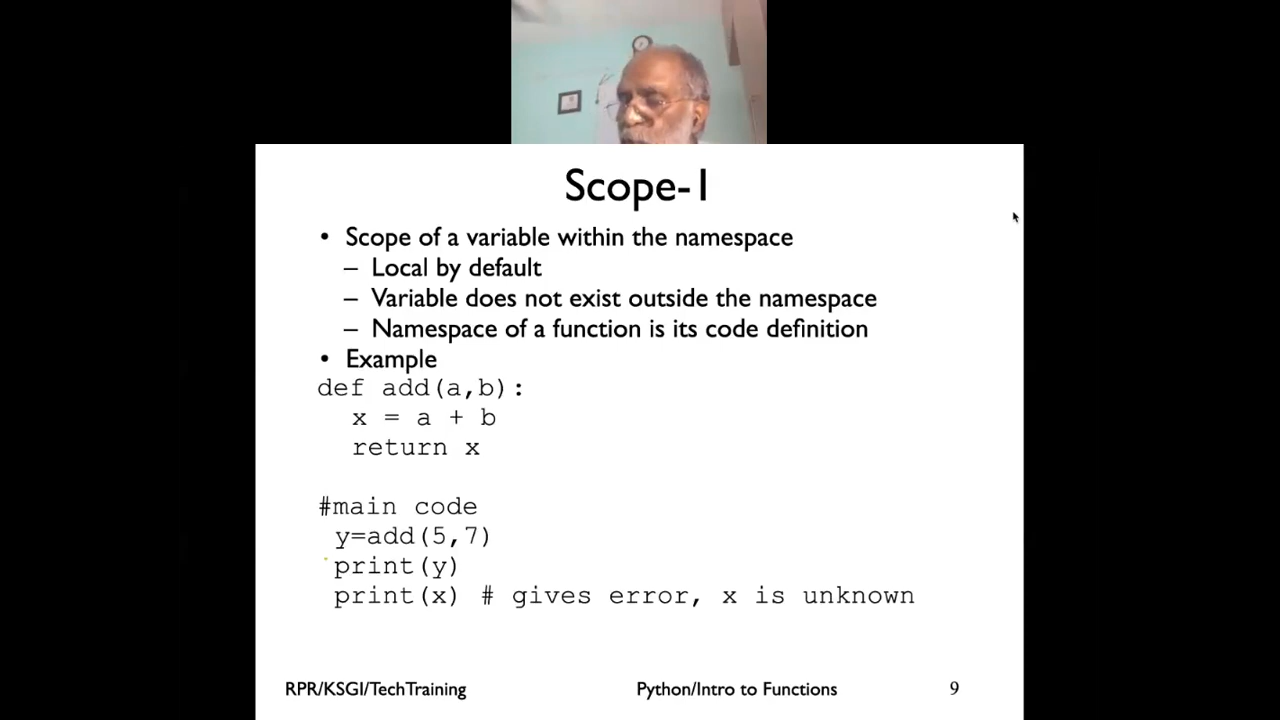 Scope-1
• Scope of a variable within the namespace
– Local by default
– Variable does not exist outside the namespace
– Namespace of a function is its code definition
• Example
def add(a,b):
  x = a + b
  return x
#main code
 y=add(5,7)
 print(y)
 print(x) # gives error, x is unknown
RPR/KSGI/TechTraining Python/Intro to Functions 9